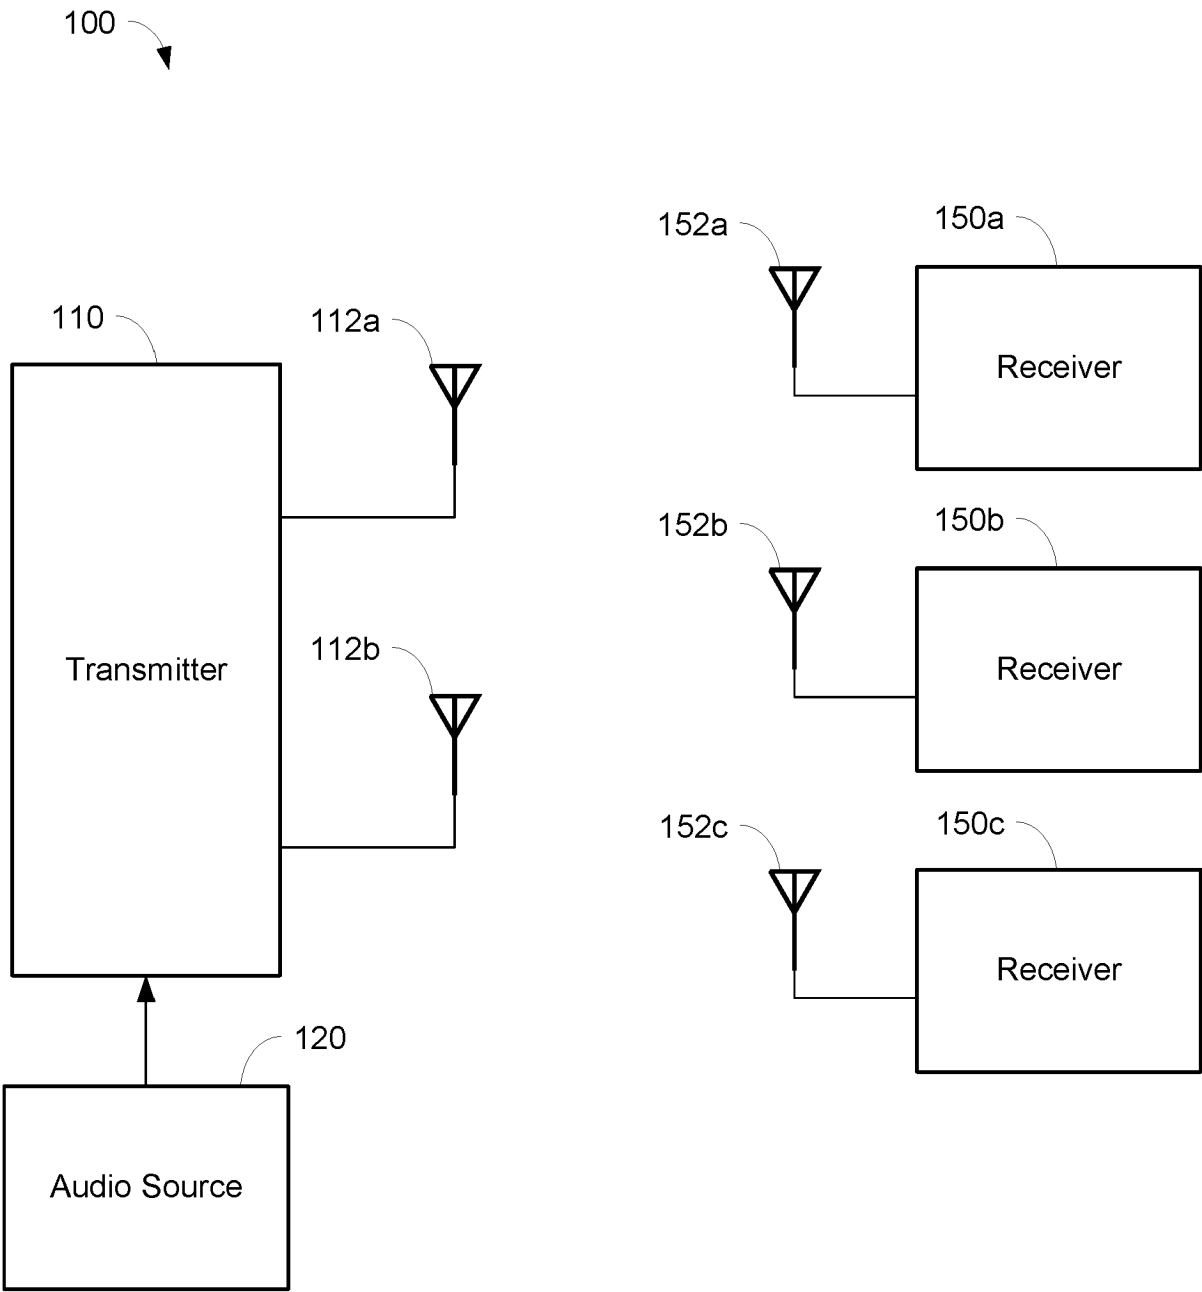 100
152a
150a
Receiver
110
112a
152b
150b
Receiver
112b
Transmitter
152c
150c
Receiver
120
Audio Source